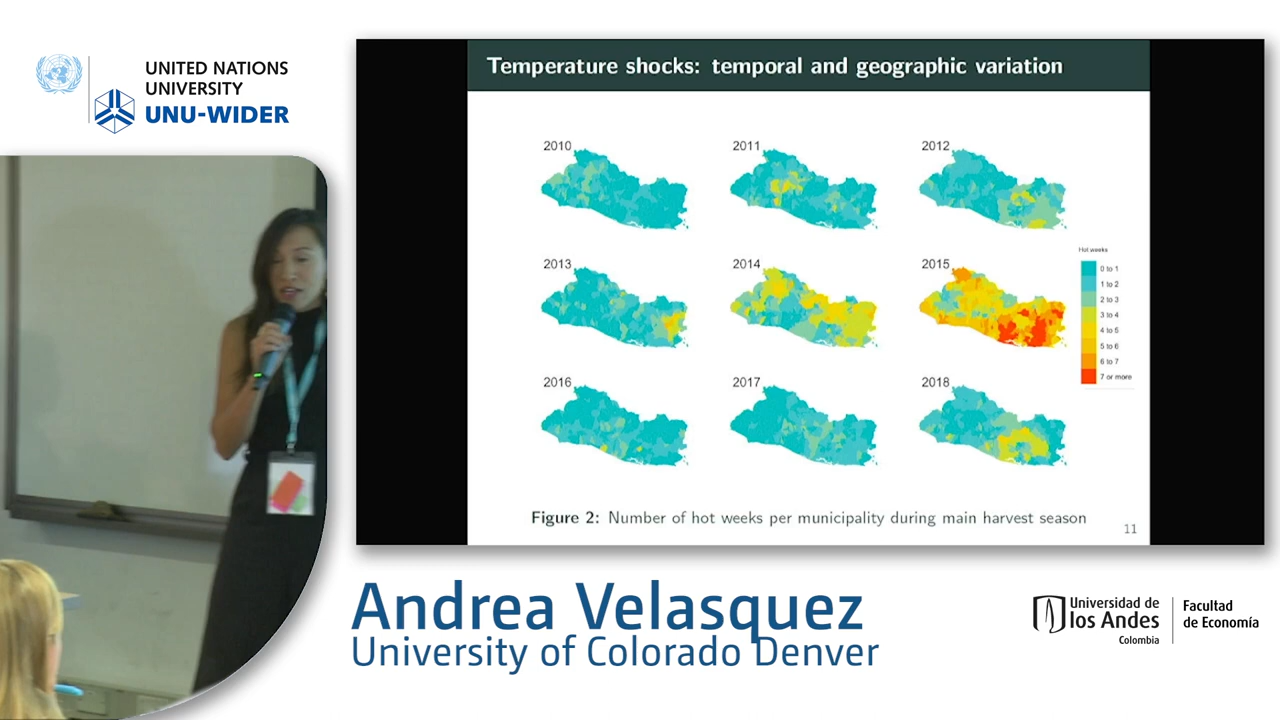 UNITED NATIONS
UNIVERSITY
UNU-WIDER
Temperature shocks: temporal and geographic variation
2010
2011
2012
2013
2014
2015
Hot weeks
0 to 1
1 to 2
2 to 3
3 to 4
4 to 5
5 to 6
6 to 7
7 or more
2016
2017
2018
Figure 2: Number of hot weeks per municipality during main harvest season
11
Andrea Velasquez
University of Colorado Denver
Universidad de
los Andes
Colombia
Facultad
de Economía